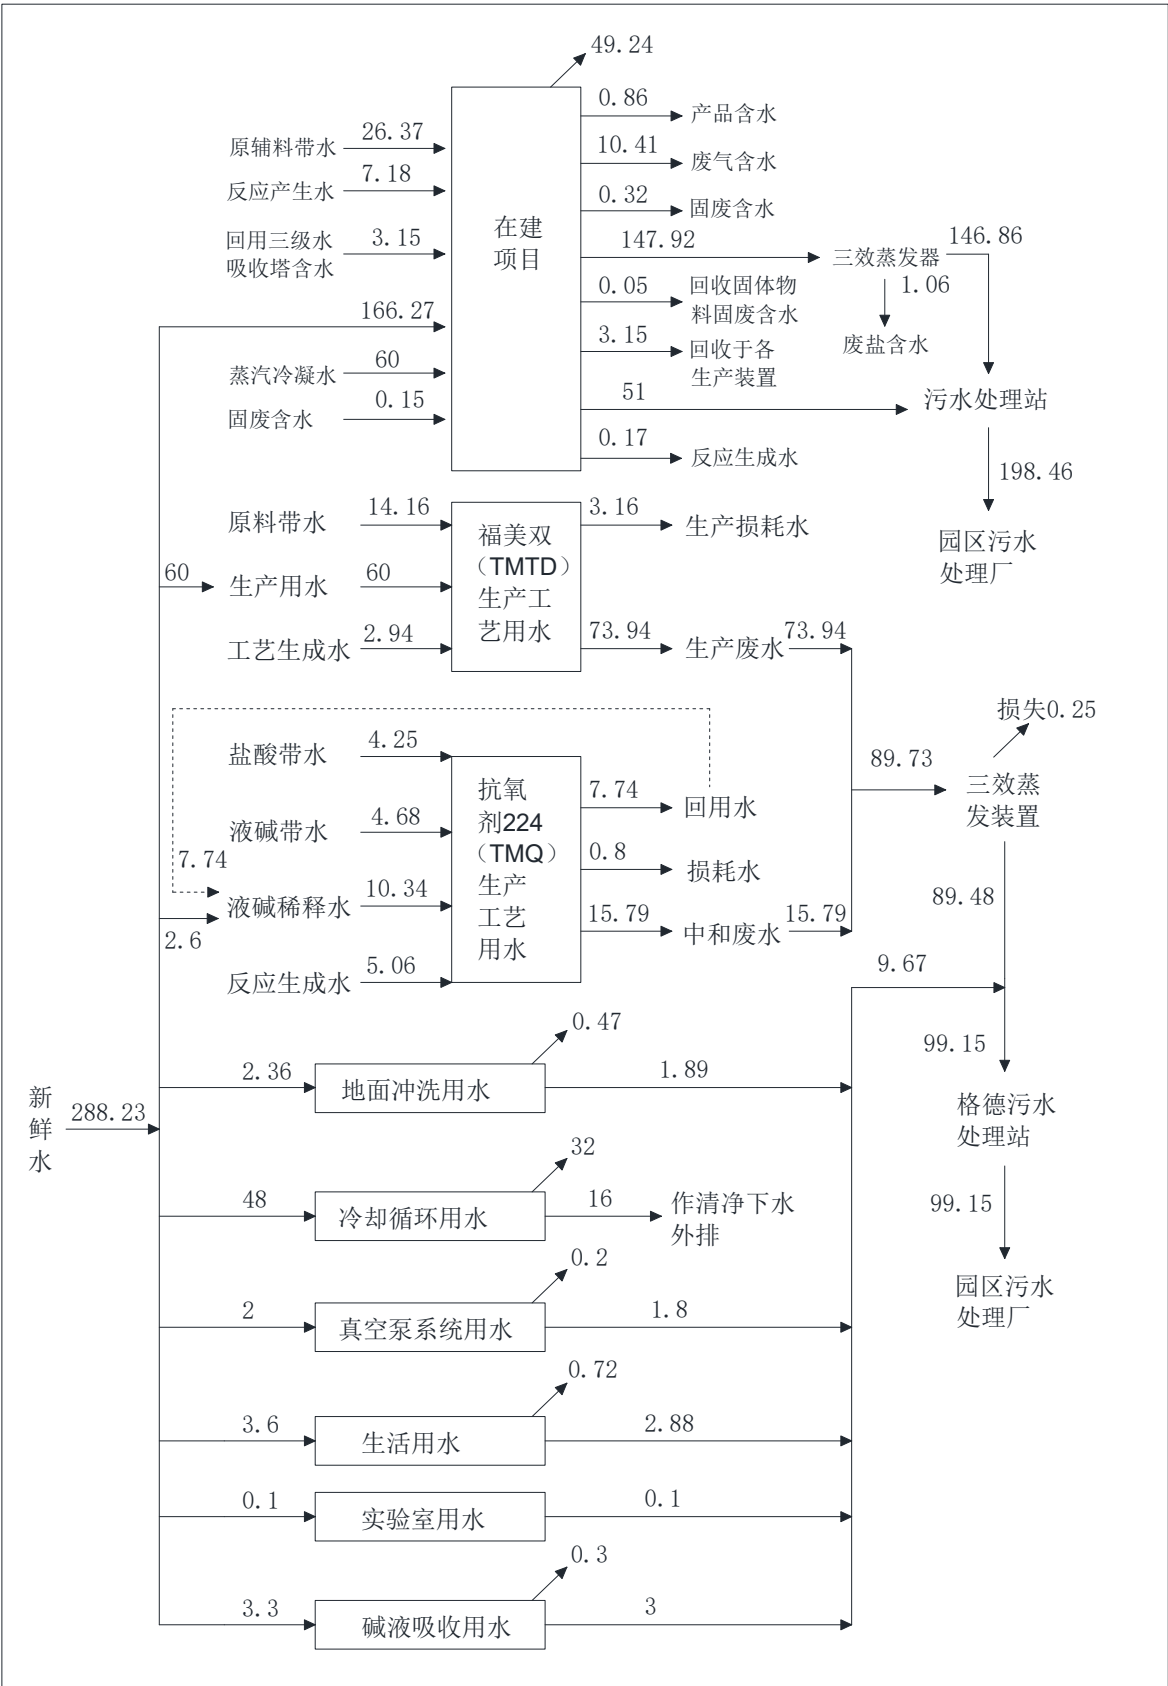 49.24
0.86
产品含水
26.37
原辅料带水
10.41
废气含水
7.18
反应产生水
0.32
固废含水
在建
项目
3.15
回用三级水
吸收塔含水
147.92
三效蒸发器
146.86
1.06
废盐含水
0.05
回收固体物
料固废含水
166.27
3.15
回收于各
生产装置
60
蒸汽冷凝水
0.15
固废含水
51
污水处理站
0.17
反应生成水
198.46
园区污水
处理厂
14.16
原料带水
福美双
(TMTD)
生产工
艺用水
3.16
生产损耗水
60
生产用水
60
2.94
工艺生成水
73.94
生产废水
73.94
损失0.25
4.25
盐酸带水
89.73
三效蒸
发装置
抗氧
剂224
(TMQ)
生产
工艺
用水
7.74
回用水
4.68
液碱带水
7.74
0.8
损耗水
10.34
液碱稀释水
2.6
15.79
中和废水
15.79
89.48
5.06
反应生成水
9.67
0.47
2.36
地面冲洗用水
1.89
99.15
格德污水
处理站
新
鲜
水
288.23
32
48
冷却循环用水
16
作清净下水
外排
99.15
园区污水
处理厂
0.2
2
真空泵系统用水
1.8
0.72
3.6
生活用水
2.88
0.1
实验室用水
0.1
0.3
3.3
碱液吸收用水
3